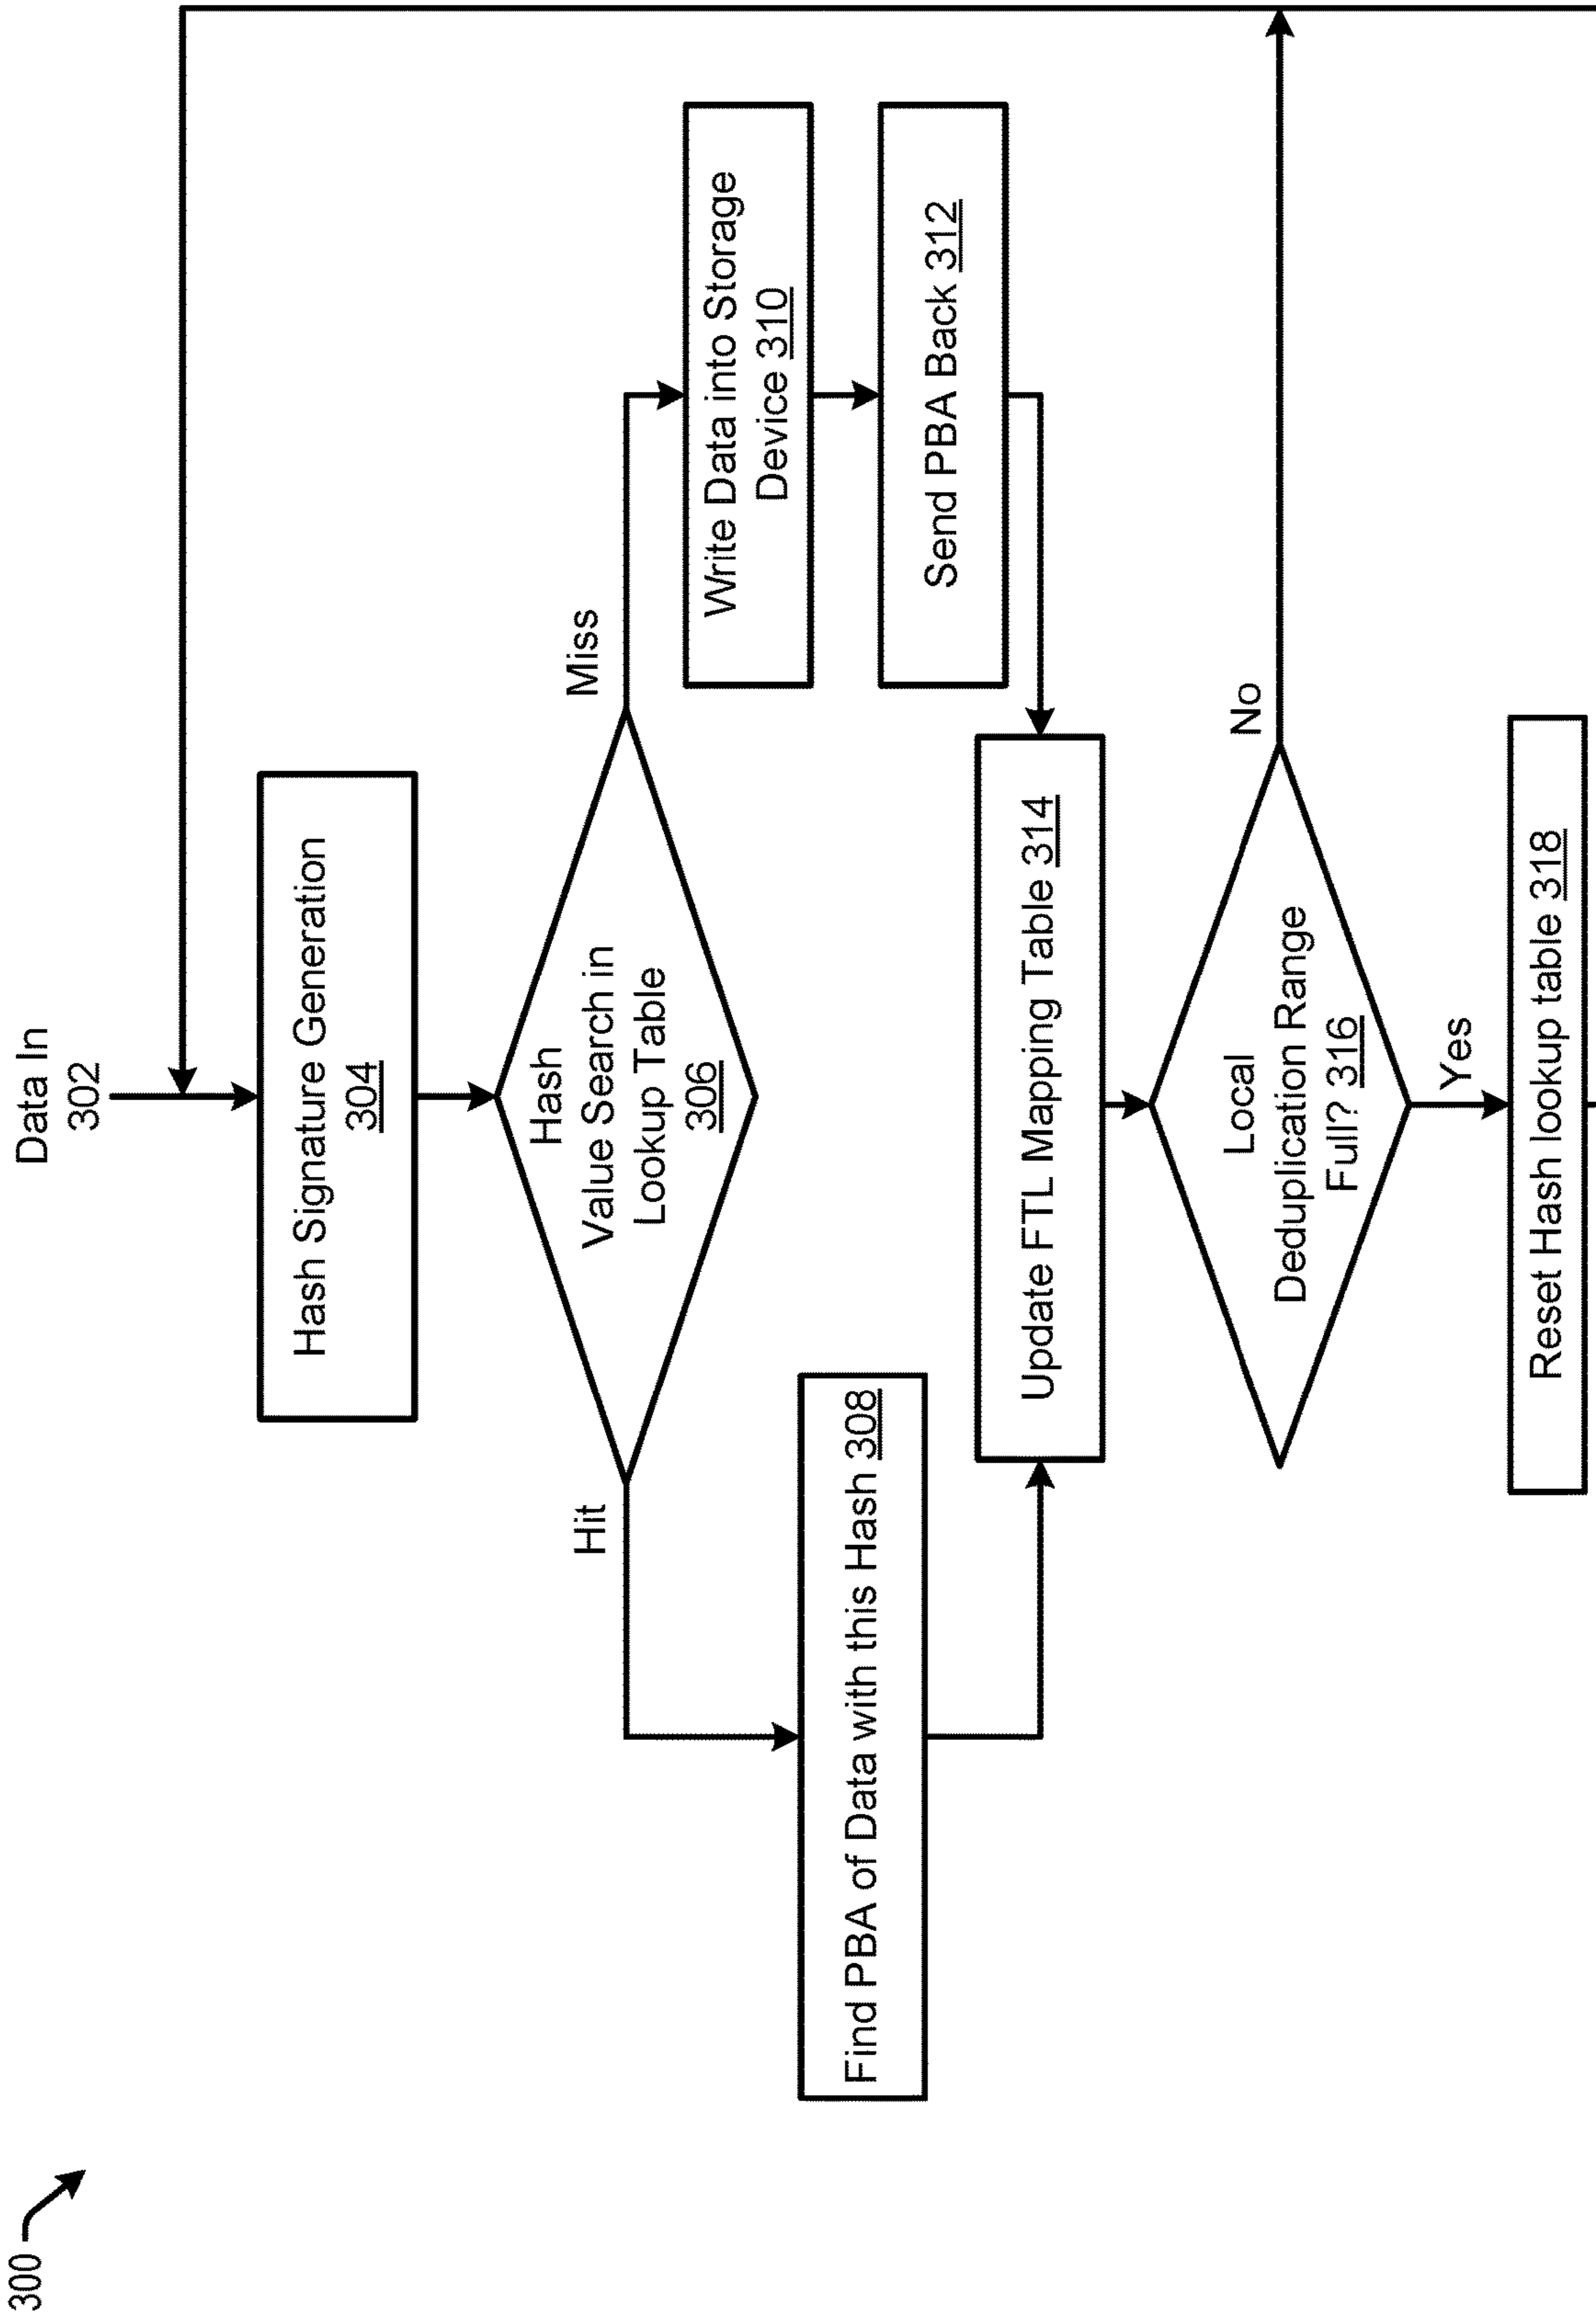 300
Data In
302
Hash Signature Generation
304
Hash
Value Search in
Lookup Table
306
Hit
Miss
Find PBA of Data with this Hash 308
Write Data into Storage
Device 310
Send PBA Back 312
Update FTL Mapping Table 314
Local
Deduplication Range
Full? 316
No
Yes
Reset Hash lookup table 318